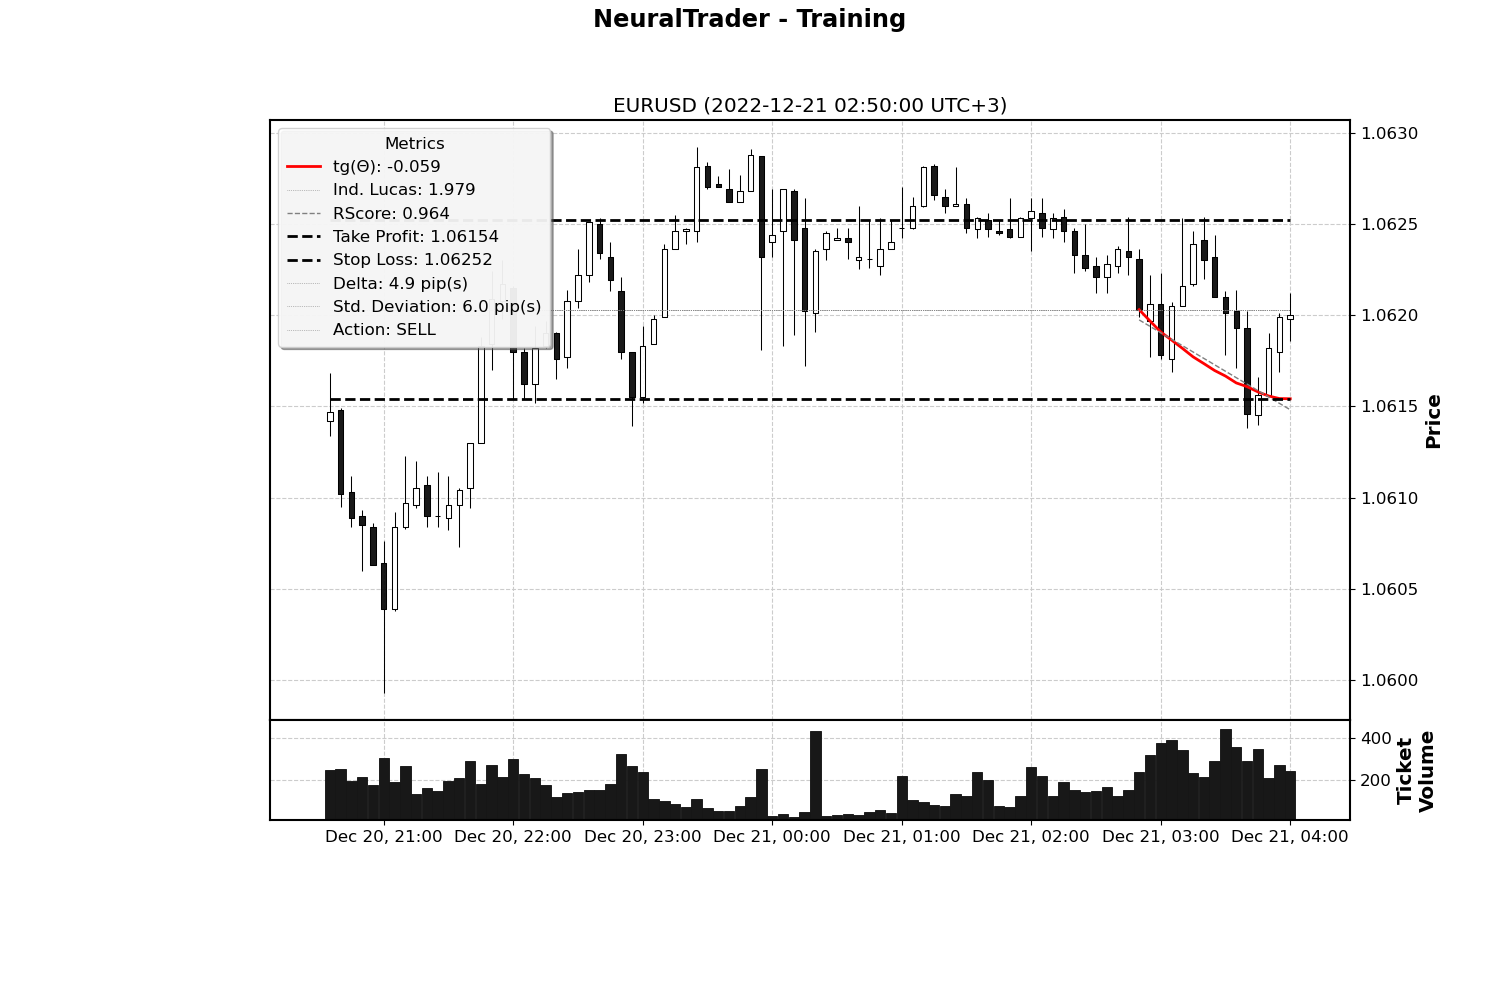 NeuralTrader - Training
EURUSD (2022-12-21 02:50:00 UTC+3)
Metrics
tg(Θ): -0.059
Ind. Lucas: 1.979
RScore: 0.964
Take Profit: 1.06154
Stop Loss: 1.06252
Delta: 4.9 pip(s)
Std. Deviation: 6.0 pip(s)
Action: SELL
1.0630
1.0625
1.0620
1.0615
1.0610
1.0605
1.0600
Price
400
200
Ticket
Volume
Dec 20, 21:00 Dec 20, 22:00 Dec 20, 23:00 Dec 21, 00:00 Dec 21, 01:00 Dec 21, 02:00 Dec 21, 03:00 Dec 21, 04:00